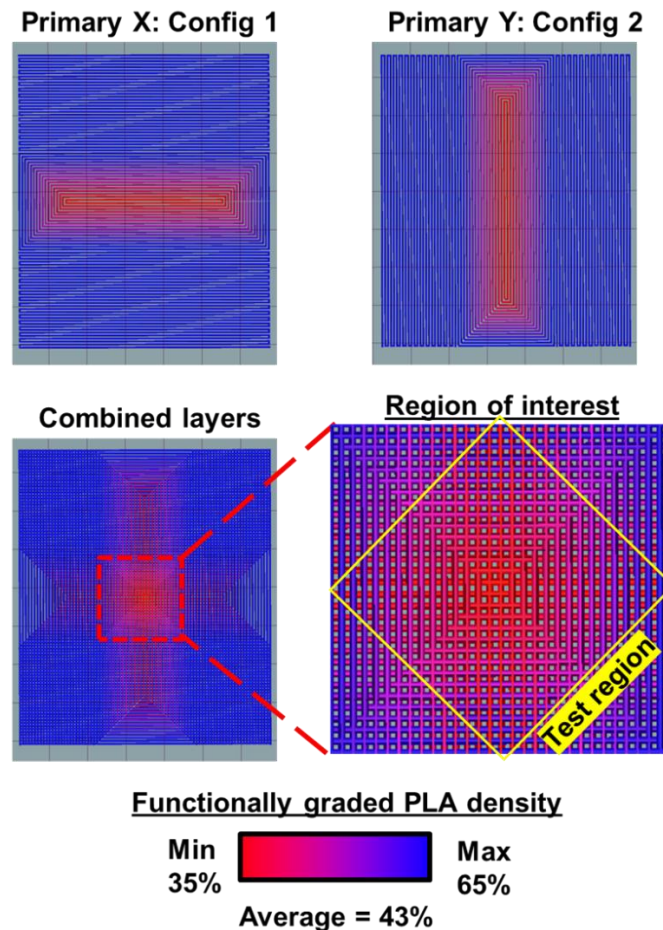 Primary X: Config 1
Primary Y: Config 2
Combined layers
Region of interest
Test region
Functionally graded PLA density
Min
35%
Max
65%
Average = 43%